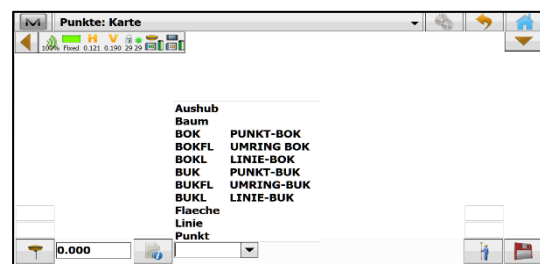 M Punkte: Karte
100% Fixed H 0.121 V 0.190 29 29
Aushub
Baum
BOK PUNKT-BOK
BOKFL UMRING BOK
BOKL LINIE-BOK
BUK PUNKT-BUK
BUKFL UMRING-BUK
BUKL LINIE-BUK
Flaeche
Linie
Punkt
0.000